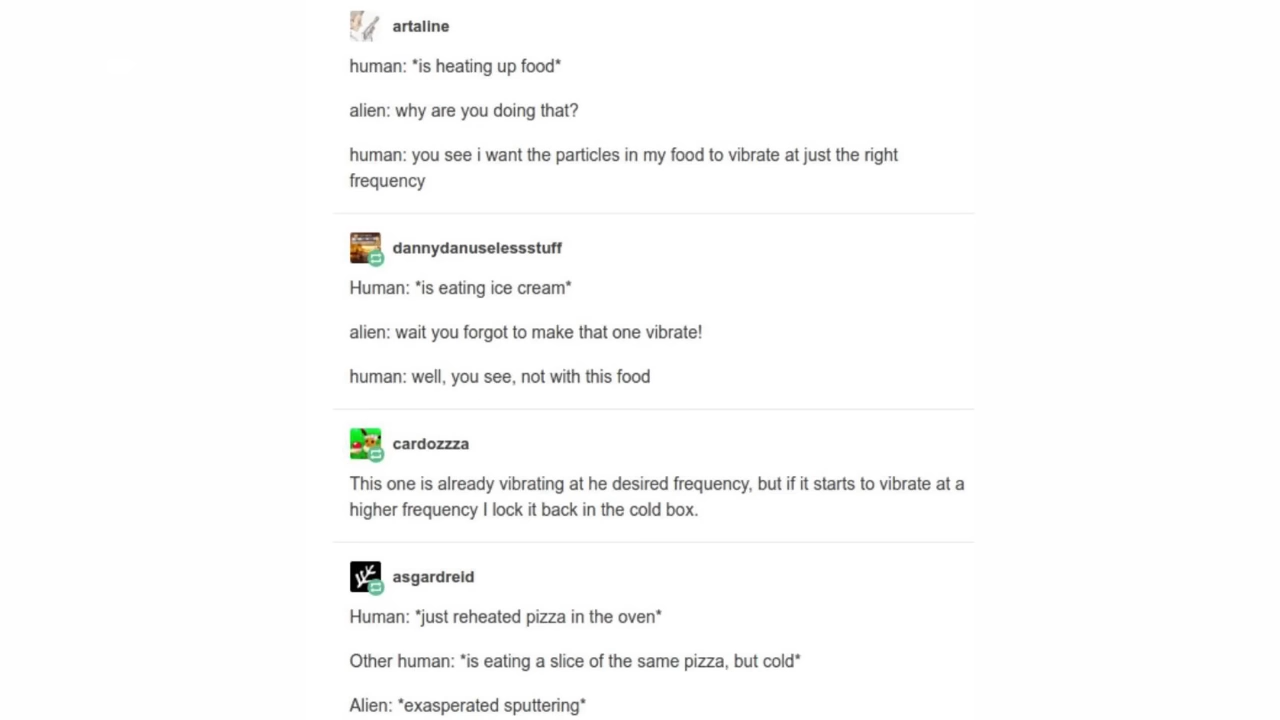 artaline
human: *is heating up food*
alien: why are you doing that?
human: you see i want the particles in my food to vibrate at just the right
frequency
dannydanuselessstuff
Human: *is eating ice cream*
alien: wait you forgot to make that one vibrate!
human: well, you see, not with this food
cardozzza
This one is already vibrating at he desired frequency, but if it starts to vibrate at a
higher frequency I lock it back in the cold box.
asgardreid
Human: *just reheated pizza in the oven*
Other human: *is eating a slice of the same pizza, but cold*
Alien: *exasperated sputtering*